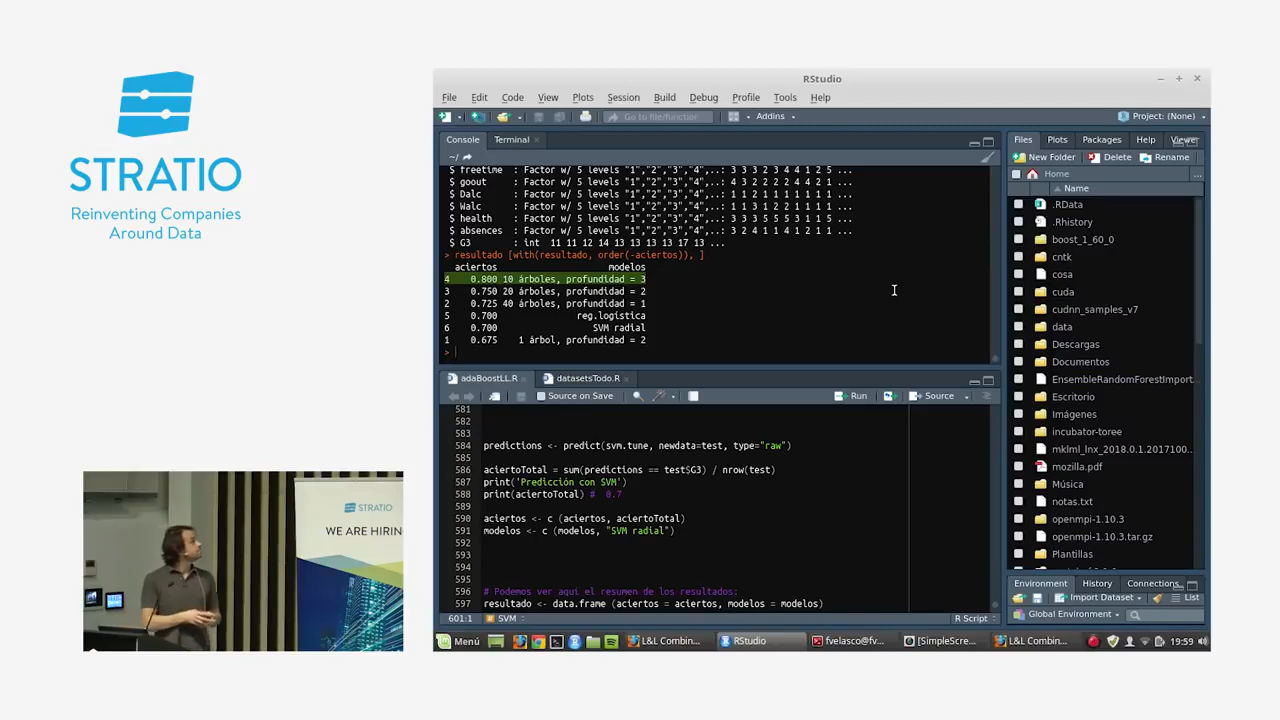 STRATIO
Reinventing Companies
Around Data
STRATIO
WE ARE HIRING
RStudio
File Edit Code View Plots Session Build Debug Profile Tools Help
Go to file/function
Addins
Project: (None)
Console Terminal
~/
$ freetime : Factor w/ 5 levels "1","2","3","4",..: 3 3 3 2 3 4 4 1 2 5 ...
$ goout : Factor w/ 5 levels "1","2","3","4",..: 4 3 2 2 2 2 4 4 2 1 ...
$ Dalc : Factor w/ 5 levels "1","2","3","4",..: 1 1 2 1 1 1 1 1 1 1 ...
$ Walc : Factor w/ 5 levels "1","2","3","4",..: 1 1 3 1 2 2 1 1 1 1 ...
$ health : Factor w/ 5 levels "1","2","3","4",..: 3 3 3 5 5 5 3 1 1 5 ...
$ absences : Factor w/ 5 levels "1","2","3","4",..: 3 2 4 1 1 4 1 2 1 1 ...
$ G3 : int 11 11 12 14 13 13 13 13 17 13 ...
> resultado [with(resultado, order(-aciertos)), ]
aciertos modelos
4 0.800 10 árboles, profundidad = 3
3 0.750 20 árboles, profundidad = 2
2 0.725 40 árboles, profundidad = 1
5 0.700 reg.logística
6 0.700 SVM radial
1 0.675 1 árbol, profundidad = 2
>
adaBoostLL.R datasetsTodo.R
Source on Save
Run
Source
581
582
583
584 predictions <- predict(svm.tune, newdata=test, type="raw")
585
586 aciertoTotal = sum(predictions == test$G3) / nrow(test)
587 print('Predicción con SVM')
588 print(aciertoTotal) # 0.7
589
590 aciertos <- c (aciertos, aciertoTotal)
591 modelos <- c (modelos, "SVM radial")
592
593
594
595
596 # Podemos ver aquí el resumen de los resultados:
597 resultado <- data.frame (aciertos = aciertos, modelos = modelos)
601:1 SVM
R Script
Files Plots Packages Help Viewer
New Folder Delete Rename
Home
...
Name
.RData
.Rhistory
boost_1_60_0
cntk
cosa
cuda
cudnn_samples_v7
data
Descargas
Documentos
EnsembleRandomForestImport...
Escritorio
Imágenes
incubator-toree
mklml_lnx_2018.0.1.2017100...
mozilla.pdf
Música
notas.txt
openmpi-1.10.3
openmpi-1.10.3.tar.gz
Plantillas
Environment History Connections
Import Dataset
List
Global Environment
Menú
L&L Combin...
RStudio
fvelasco@fv...
[SimpleScre...
L&L Combin...
19:59